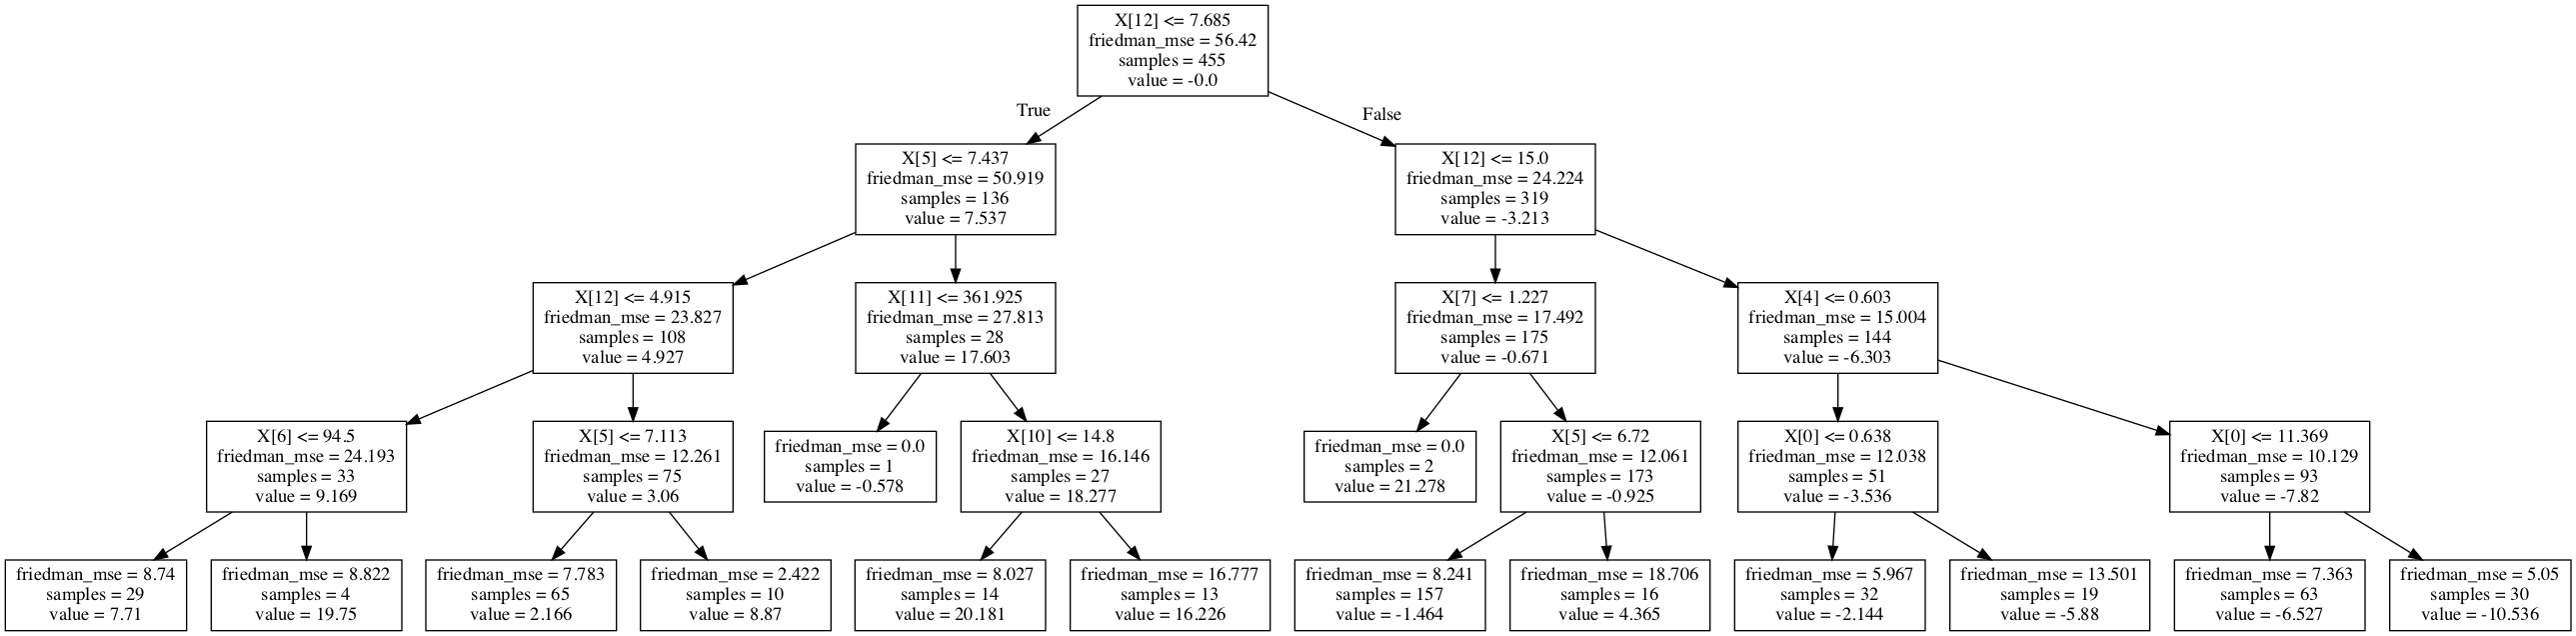 X[12] <= 7.685
friedman_mse = 56.42
samples = 455
value = -0.0
True
False
X[5] <= 7.437
friedman_mse = 50.919
samples = 136
value = 7.537
X[12] <= 15.0
friedman_mse = 24.224
samples = 319
value = -3.213
X[12] <= 4.915
friedman_mse = 23.827
samples = 108
value = 4.927
X[11] <= 361.925
friedman_mse = 27.813
samples = 28
value = 17.603
X[7] <= 1.227
friedman_mse = 17.492
samples = 175
value = -0.671
X[4] <= 0.603
friedman_mse = 15.004
samples = 144
value = -6.303
X[6] <= 94.5
friedman_mse = 24.193
samples = 33
value = 9.169
X[5] <= 7.113
friedman_mse = 12.261
samples = 75
value = 3.06
friedman_mse = 0.0
samples = 1
value = -0.578
X[10] <= 14.8
friedman_mse = 16.146
samples = 27
value = 18.277
friedman_mse = 0.0
samples = 2
value = 21.278
X[5] <= 6.72
friedman_mse = 12.061
samples = 173
value = -0.925
X[0] <= 0.638
friedman_mse = 12.038
samples = 51
value = -3.536
X[0] <= 11.369
friedman_mse = 10.129
samples = 93
value = -7.82
friedman_mse = 8.74
samples = 29
value = 7.71
friedman_mse = 8.822
samples = 4
value = 19.75
friedman_mse = 7.783
samples = 65
value = 2.166
friedman_mse = 2.422
samples = 10
value = 8.87
friedman_mse = 8.027
samples = 14
value = 20.181
friedman_mse = 16.777
samples = 13
value = 16.226
friedman_mse = 8.241
samples = 157
value = -1.464
friedman_mse = 18.706
samples = 16
value = 4.365
friedman_mse = 5.967
samples = 32
value = -2.144
friedman_mse = 13.501
samples = 19
value = -5.88
friedman_mse = 7.363
samples = 63
value = -6.527
friedman_mse = 5.05
samples = 30
value = -10.536